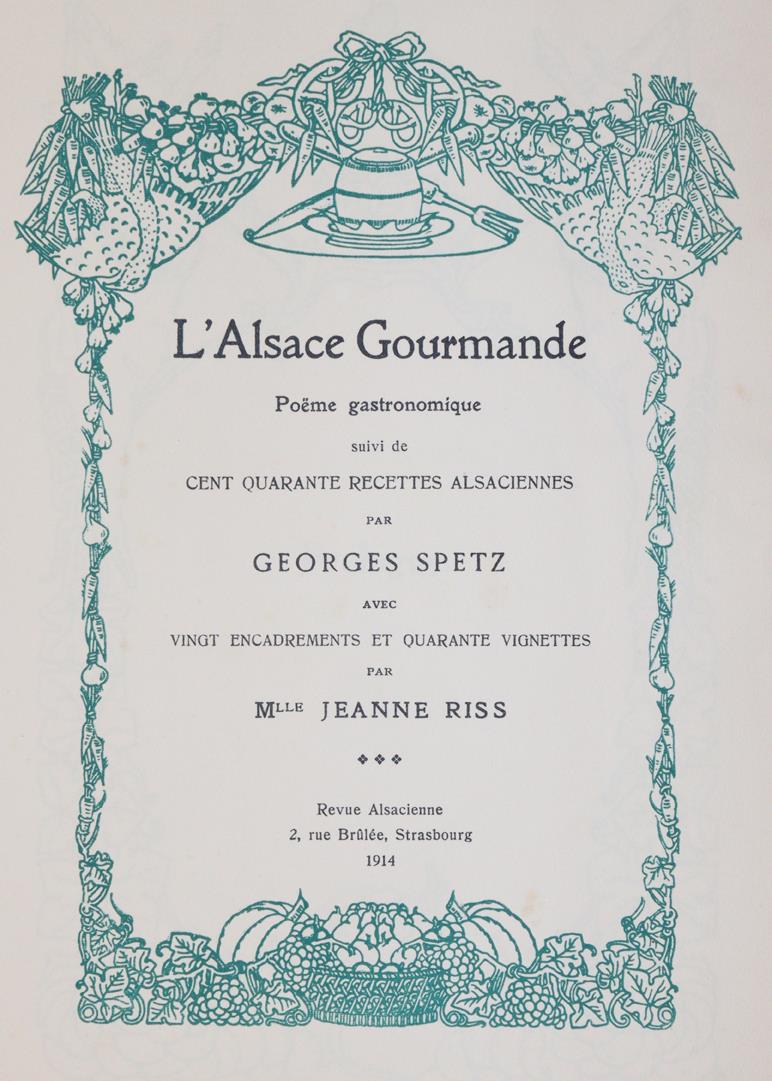 L'Alsace Gourmande
Poëme gastronomique
suivi de
CENT QUARANTE RECETTES ALSACIENNES
PAR
GEORGES SPETZ
AVEC
VINGT ENCADREMENTS ET QUARANTE VIGNETTES
PAR
MLLE JEANNE RISS
Revue Alsacienne
2, rue Brûlée, Strasbourg
1914